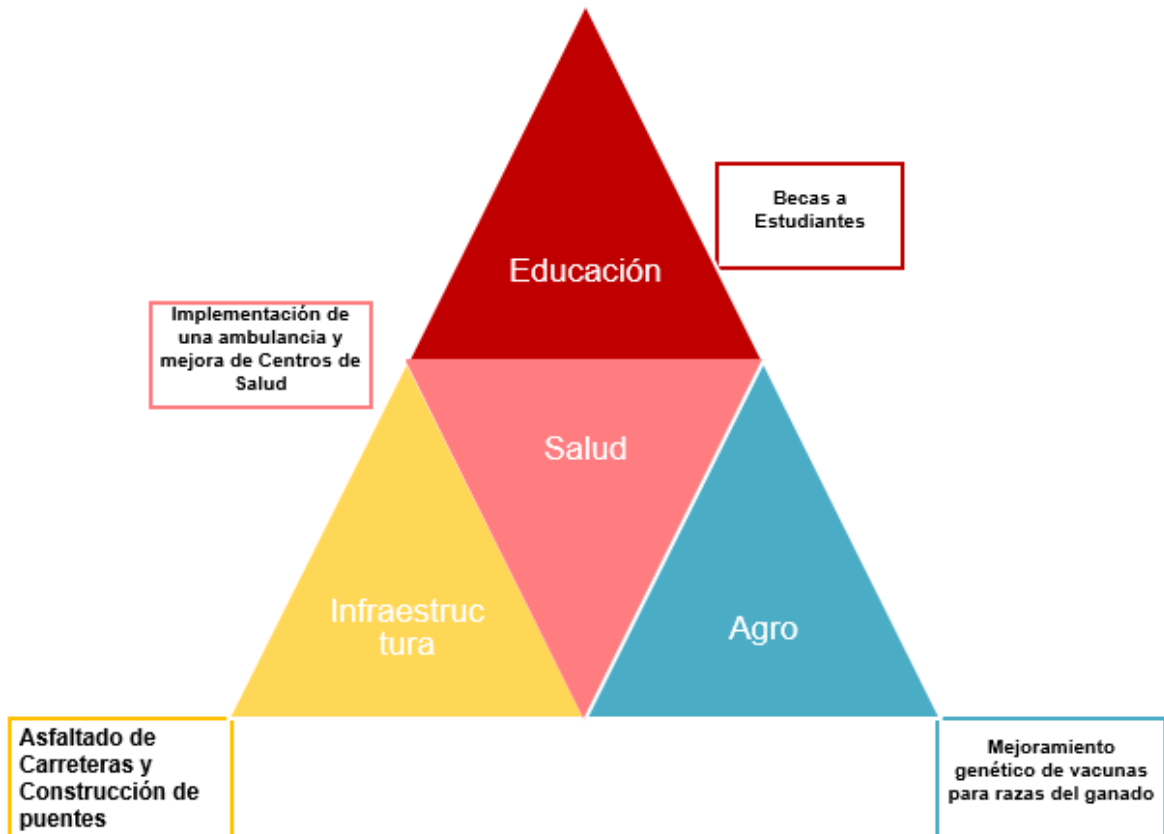 Becas a
Estudiantes
Educación
Implementación de
una ambulancia y
mejora de Centros de
Salud
Salud
Infraestruc
tura
Agro
Asfaltado de
Carreteras y
Construcción de
puentes
Mejoramiento
genético de vacunas
para razas del ganado